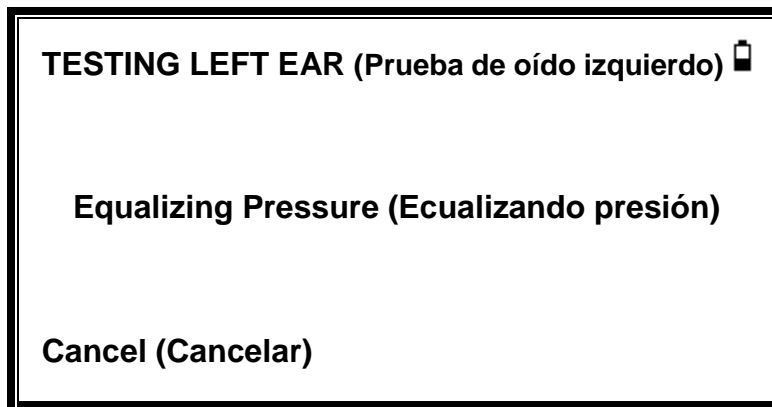 TESTING LEFT EAR (Prueba de oído izquierdo)
Equalizing Pressure (Ecualizando presión)
Cancel (Cancelar)